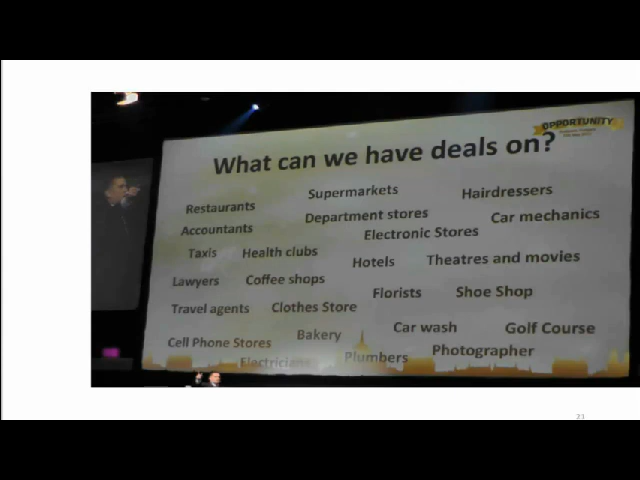 OPPORTUNITY
What can we have deals on?
Restaurants Supermarkets Hairdressers
Accountants Department stores Car mechanics
Taxis Health clubs Electronic Stores
Hotels Theatres and movies
Lawyers Coffee shops
Florists Shoe Shop
Travel agents Clothes Store
Cell Phone Stores Bakery Car wash Golf Course
Electricians Plumbers Photographer
23